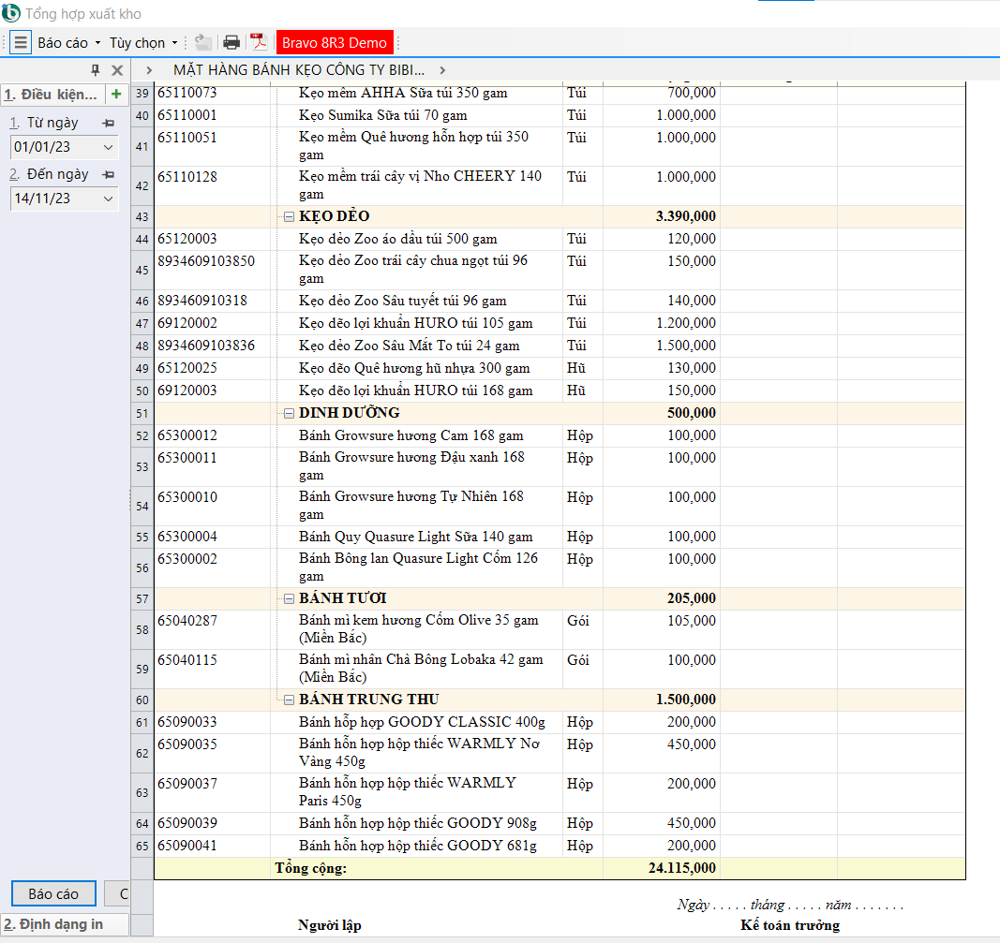 Tổng hợp xuất kho
Báo cáo Tùy chọn Bravo 8R3 Demo
MẶT HÀNG BÁNH KẸO CÔNG TY BIBI...
1. Điều kiện...
1. Từ ngày
01/01/23
2. Đến ngày
14/11/23
39 65110073 Kẹo mềm AHHA Sữa túi 350 gam Túi 700,000
40 65110001 Kẹo Sumika Sữa túi 70 gam Túi 1.000,000
41 65110051 Kẹo mềm Quê hương hỗn hợp túi 350 Túi 1.000,000
gam
42 65110128 Kẹo mềm trái cây vị Nho CHEERY 140 Túi 1.000,000
gam
43 KẸO DẺO 3.390,000
44 65120003 Kẹo dẻo Zoo áo dầu túi 500 gam Túi 120,000
45 8934609103850 Kẹo dẻo Zoo trái cây chua ngọt túi 96 Túi 150,000
gam
46 893460910318 Kẹo dẻo Zoo Sâu tuyết túi 96 gam Túi 140,000
47 69120002 Kẹo dẽo lợi khuẩn HURO túi 105 gam Túi 1.200,000
48 8934609103836 Kẹo dẻo Zoo Sâu Mắt To túi 24 gam Túi 1.500,000
49 65120025 Kẹo dẽo Quê hương hũ nhựa 300 gam Hũ 130,000
50 69120003 Kẹo dẽo lợi khuẩn HURO túi 168 gam Hũ 150,000
51 DINH DƯỠNG 500,000
52 65300012 Bánh Growsure hương Cam 168 gam Hộp 100,000
53 65300011 Bánh Growsure hương Đậu xanh 168 Hộp 100,000
gam
54 65300010 Bánh Growsure hương Tự Nhiên 168 Hộp 100,000
gam
55 65300004 Bánh Quy Quasure Light Sữa 140 gam Hộp 100,000
56 65300002 Bánh Bông lan Quasure Light Cốm 126 Hộp 100,000
gam
57 BÁNH TƯƠI 205,000
58 65040287 Bánh mì kem hương Cốm Olive 35 gam Gói 105,000
(Miền Bắc)
59 65040115 Bánh mì nhân Chà Bông Lobaka 42 gam Gói 100,000
(Miền Bắc)
60 BÁNH TRUNG THU 1.500,000
61 65090033 Bánh hỗp hợp GOODY CLASSIC 400g Hộp 200,000
62 65090035 Bánh hỗn hợp hộp thiếc WARMLY Nơ Hộp 450,000
Vàng 450g
63 65090037 Bánh hỗn hợp hộp thiếc WARMLY Hộp 200,000
Paris 450g
64 65090039 Bánh hỗn hợp hộp thiếc GOODY 908g Hộp 450,000
65 65090041 Bánh hỗn hợp hộp thiếc GOODY 681g Hộp 200,000
Tổng cộng: 24.115,000
Báo cáo C
2. Định dạng in
Ngày . . . . . tháng . . . . . năm . . . . . . .
Người lập Kế toán trưởng